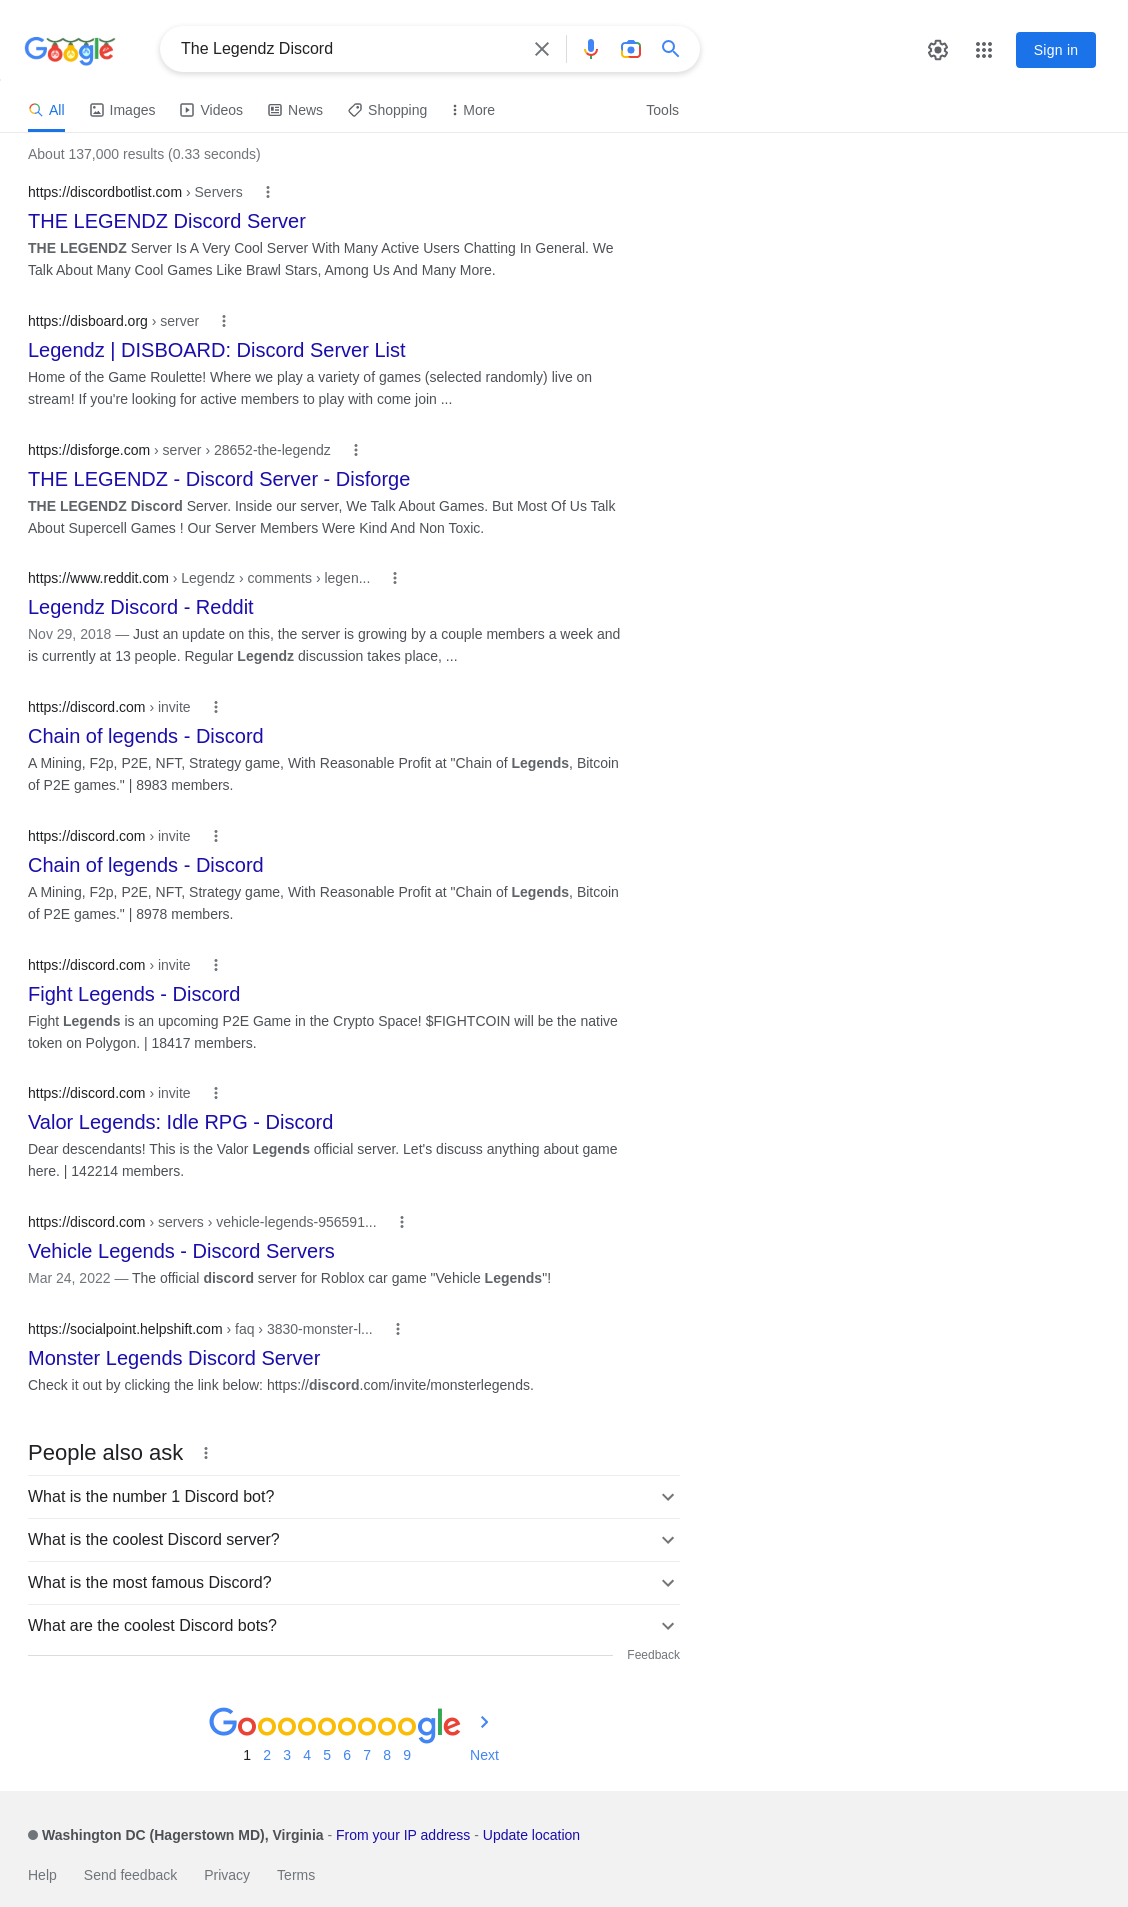 Google
The Legendz Discord
Sign in
All Images Videos News Shopping More Tools
About 137,000 results (0.33 seconds)
https://discordbotlist.com › Servers
THE LEGENDZ Discord Server
THE LEGENDZ Server Is A Very Cool Server With Many Active Users Chatting In General. We
Talk About Many Cool Games Like Brawl Stars, Among Us And Many More.
https://disboard.org › server
Legendz | DISBOARD: Discord Server List
Home of the Game Roulette! Where we play a variety of games (selected randomly) live on
stream! If you're looking for active members to play with come join ...
https://disforge.com › server › 28652-the-legendz
THE LEGENDZ - Discord Server - Disforge
THE LEGENDZ Discord Server. Inside our server, We Talk About Games. But Most Of Us Talk
About Supercell Games ! Our Server Members Were Kind And Non Toxic.
https://www.reddit.com › Legendz › comments › legen...
Legendz Discord - Reddit
Nov 29, 2018 — Just an update on this, the server is growing by a couple members a week and
is currently at 13 people. Regular Legendz discussion takes place, ...
https://discord.com › invite
Chain of legends - Discord
A Mining, F2p, P2E, NFT, Strategy game, With Reasonable Profit at "Chain of Legends, Bitcoin
of P2E games." | 8983 members.
https://discord.com › invite
Chain of legends - Discord
A Mining, F2p, P2E, NFT, Strategy game, With Reasonable Profit at "Chain of Legends, Bitcoin
of P2E games." | 8978 members.
https://discord.com › invite
Fight Legends - Discord
Fight Legends is an upcoming P2E Game in the Crypto Space! $FIGHTCOIN will be the native
token on Polygon. | 18417 members.
https://discord.com › invite
Valor Legends: Idle RPG - Discord
Dear descendants! This is the Valor Legends official server. Let's discuss anything about game
here. | 142214 members.
https://discord.com › servers › vehicle-legends-956591...
Vehicle Legends - Discord Servers
Mar 24, 2022 — The official discord server for Roblox car game "Vehicle Legends"!
https://socialpoint.helpshift.com › faq › 3830-monster-l...
Monster Legends Discord Server
Check it out by clicking the link below: https://discord.com/invite/monsterlegends.
People also ask
What is the number 1 Discord bot?
What is the coolest Discord server?
What is the most famous Discord?
What are the coolest Discord bots?
Feedback
Goooooooooogle
1 2 3 4 5 6 7 8 9 Next
Washington DC (Hagerstown MD), Virginia - From your IP address - Update location
Help Send feedback Privacy Terms